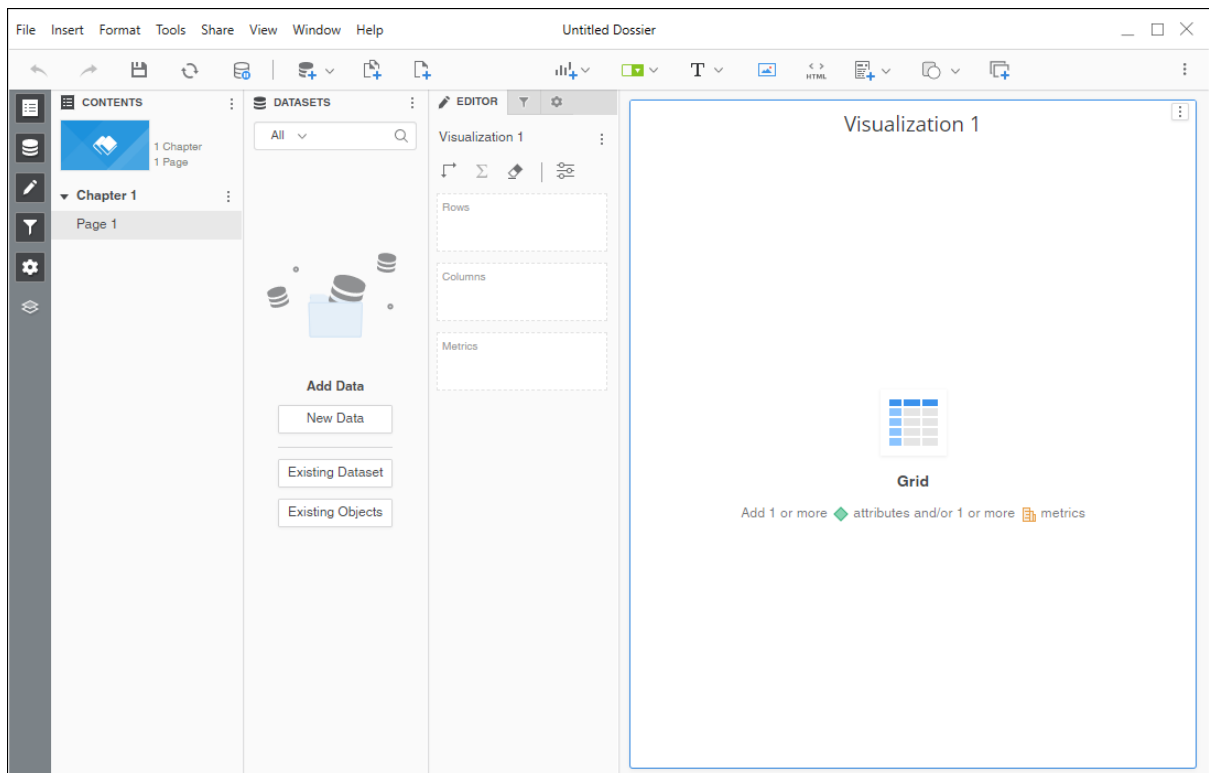 File Insert Format Tools Share View Window Help Untitled Dossier
T
< >
HTML
CONTENTS
1 Chapter
1 Page
Chapter 1
Page 1
DATASETS
All
Add Data
New Data
Existing Dataset
Existing Objects
EDITOR
Visualization 1
Σ
Rows
Columns
Metrics
Visualization 1
Grid
Add 1 or more attributes and/or 1 or more metrics